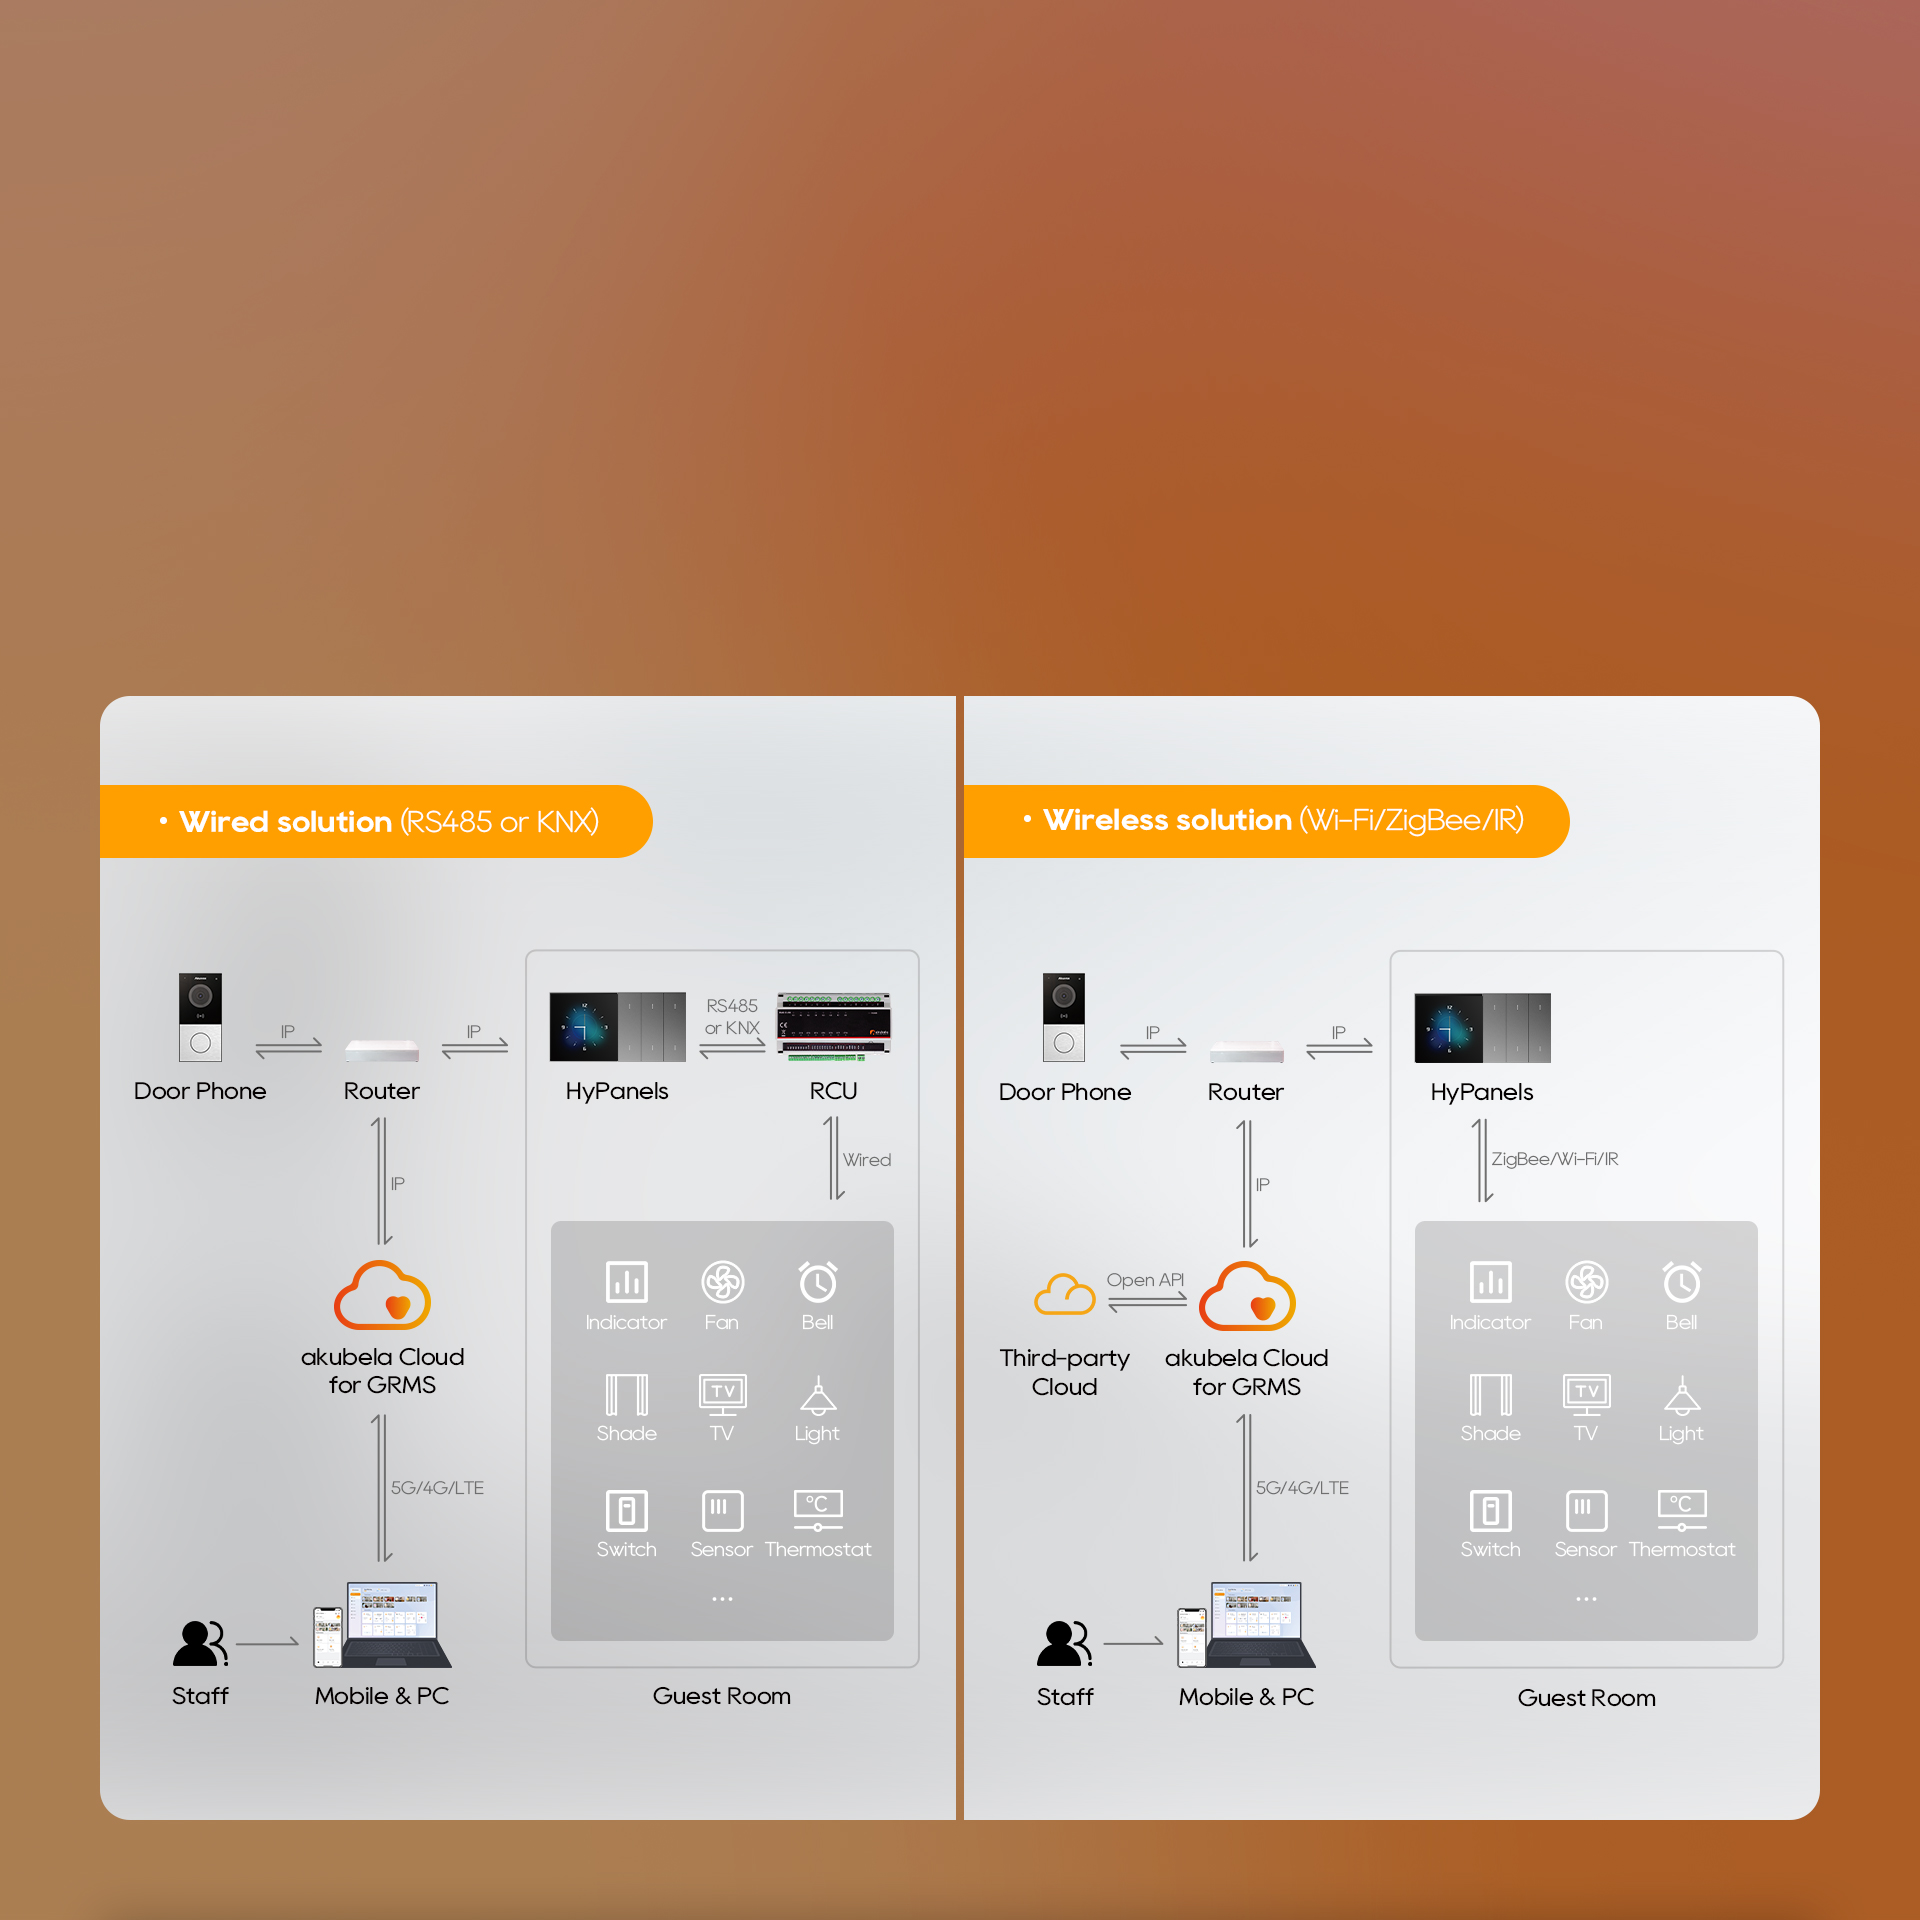 • Wired solution (RS485 or KNX)
IP
IP
RS485
or KNX
Door Phone
Router
HyPanels
RCU
IP
Wired
Indicator
Fan
Bell
akubela Cloud
for GRMS
TV
Shade
TV
Light
5G/4G/LTE
°C
Switch
Sensor
Thermostat
...
Staff
Mobile & PC
Guest Room
• Wireless solution (Wi-Fi/ZigBee/IR)
IP
IP
Door Phone
Router
HyPanels
IP
ZigBee/Wi-Fi/IR
Open API
Indicator
Fan
Bell
Third-party
Cloud
akubela Cloud
for GRMS
TV
Shade
TV
Light
5G/4G/LTE
°C
Switch
Sensor
Thermostat
...
Staff
Mobile & PC
Guest Room